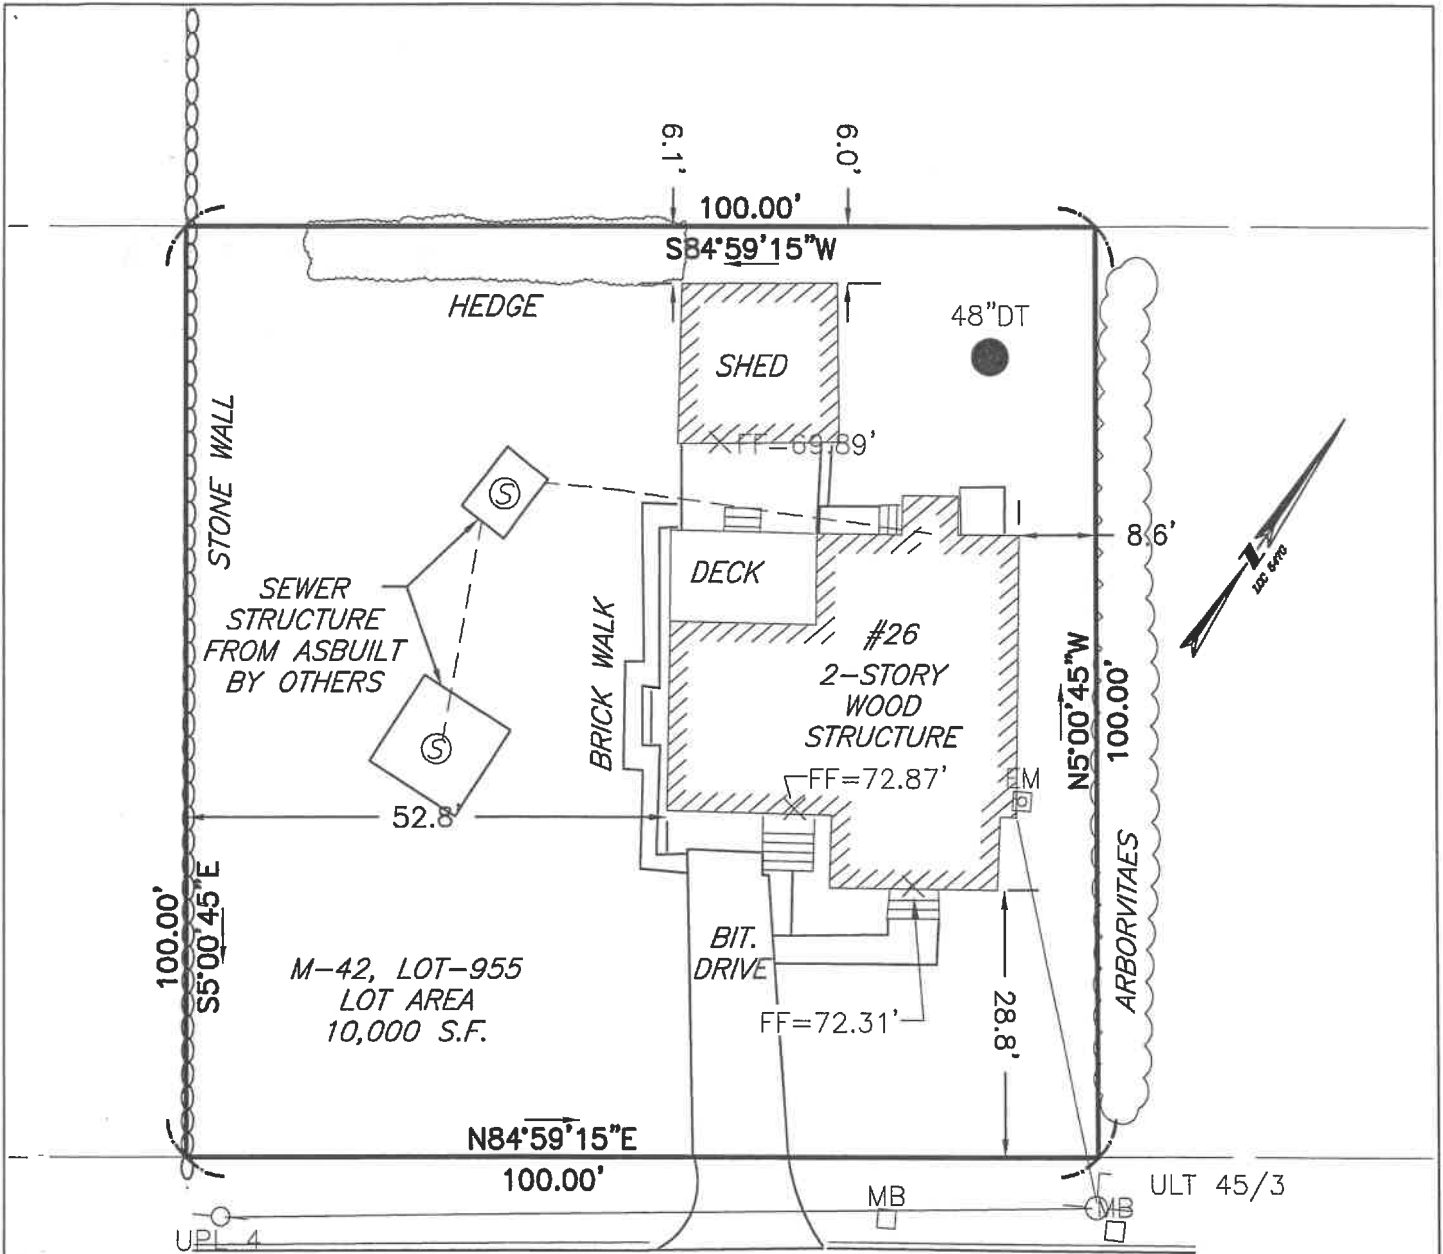 6.1'
6.0'
100.00'
S84°59'15"W
HEDGE
48"DT
SHED
FF=69.89'
STONE WALL
8.6'
DECK
SEWER
STRUCTURE
FROM ASBUILT
BY OTHERS
BRICK WALK
#26
2-STORY
WOOD
STRUCTURE
N
N5°00'45"W
100.00'
FF=72.87'
EM
52.8'
ARBORVITAES
100.00'
S5°00'45"E
BIT.
DRIVE
M-42, LOT-955
LOT AREA
10,000 S.F.
FF=72.31'
28.8'
N84°59'15"E
100.00'
S
S
ULT 45/3
MB
MB
UPL 4